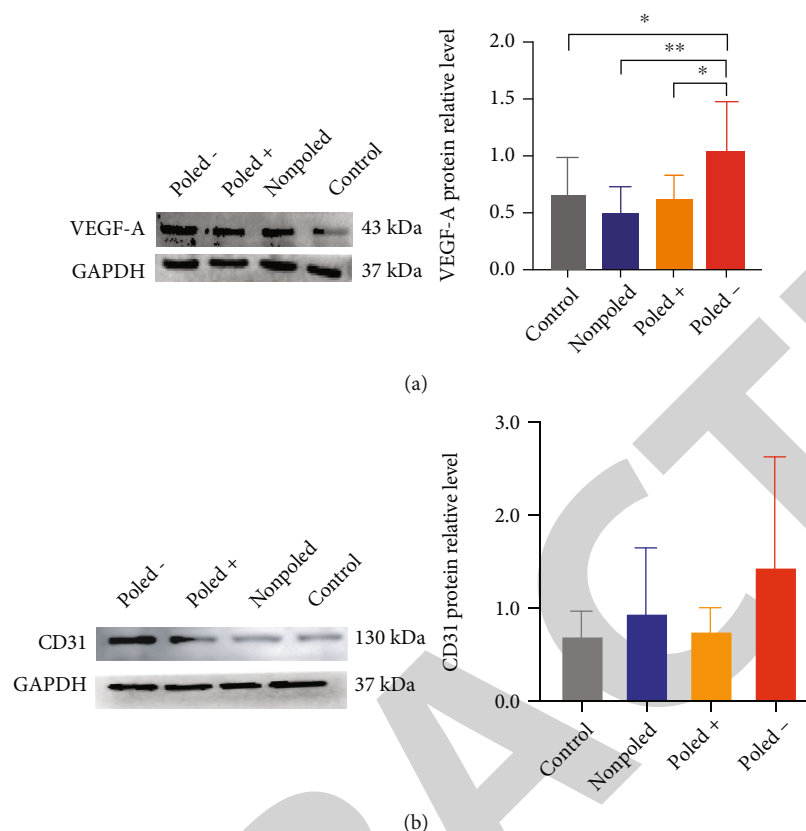 Poled -
Poled +
Nonpoled
Control
VEGF-A
43 kDa
GAPDH
37 kDa
VEGF-A protein relative level
2.0
1.5
1.0
0.5
0.0
*
**
*
Control
Nonpoled
Poled +
Poled –
(a)
Poled -
Poled +
Nonpoled
Control
CD31
130 kDa
GAPDH
37 kDa
CD31 protein relative level
3.0
2.0
1.0
0.0
Control
Nonpoled
Poled +
Poled –
(b)